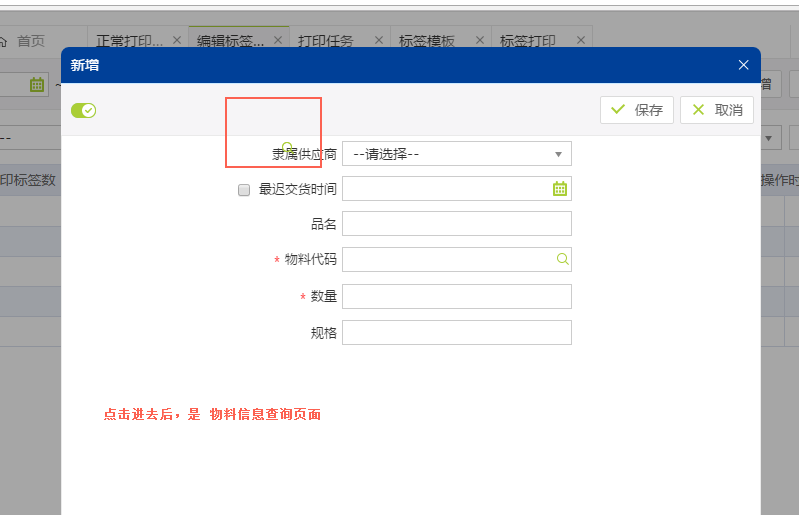 首页
正常打印...
编辑标签...
打印任务
标签模板
标签打印
新增
增
~
保存
取消
--
隶属供应商
--请选择--
印标签数
操作时
最迟交货时间
品名
* 物料代码
* 数量
规格
点击进去后，是 物料信息查询页面